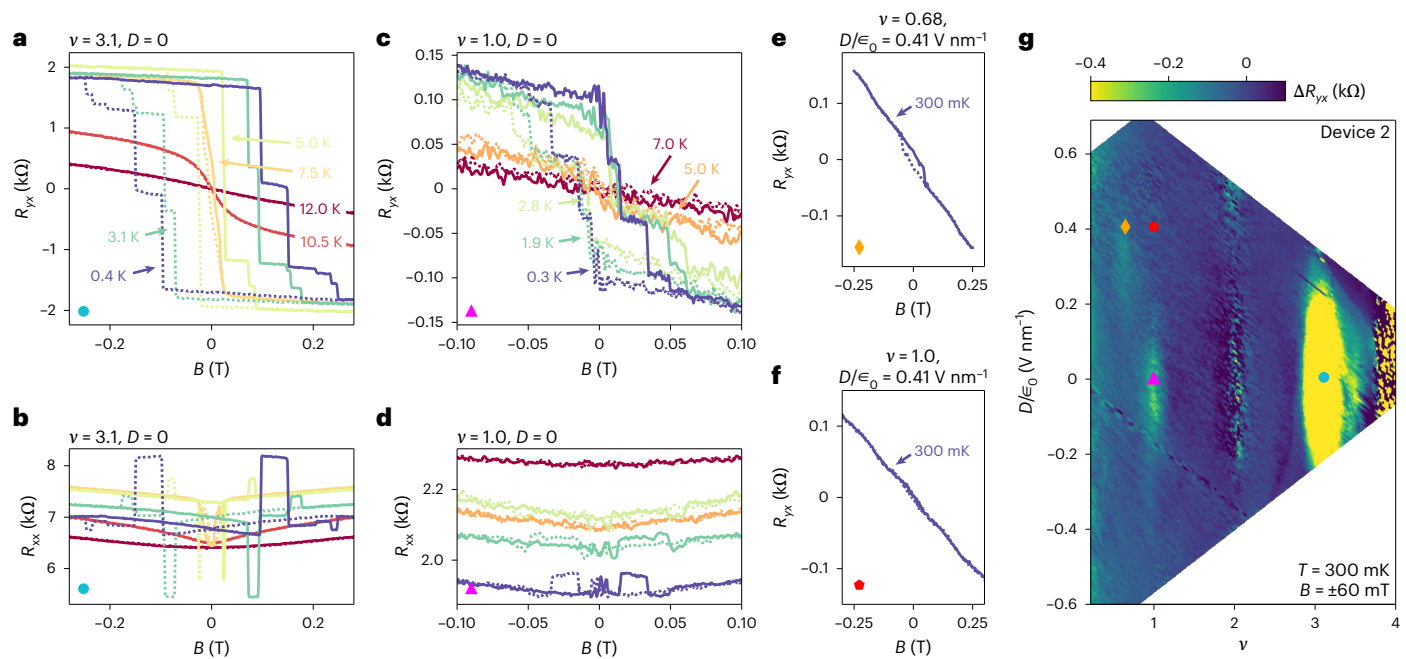 a
ν = 3.1, D = 0
2
1
0
−1
−2
R_yx (kΩ)
5.0 K
7.5 K
12.0 K
10.5 K
3.1 K
0.4 K
−0.2
0
0.2
B (T)
b
ν = 3.1, D = 0
8
7
6
R_xx (kΩ)
−0.2
0
0.2
B (T)
c
ν = 1.0, D = 0
0.15
0.10
0.05
0
−0.05
−0.10
−0.15
R_yx (kΩ)
7.0 K
5.0 K
2.8 K
1.9 K
0.3 K
−0.10
−0.05
0
0.05
0.10
B (T)
d
ν = 1.0, D = 0
2.2
2.0
R_xx (kΩ)
−0.10
−0.05
0
0.05
0.10
B (T)
e
ν = 0.68,
D/ϵ₀ = 0.41 V nm⁻¹
0.1
0
−0.1
R_yx (kΩ)
300 mK
−0.25
0
0.25
B (T)
f
ν = 1.0,
D/ϵ₀ = 0.41 V nm⁻¹
0.1
0
−0.1
R_yx (kΩ)
300 mK
−0.25
0
0.25
B (T)
g
−0.4
−0.2
0
ΔR_yx (kΩ)
Device 2
0.6
0.4
0.2
0
−0.2
−0.4
−0.6
D/ϵ₀ (V nm⁻¹)
T = 300 mK
B = ±60 mT
1
2
3
4
ν